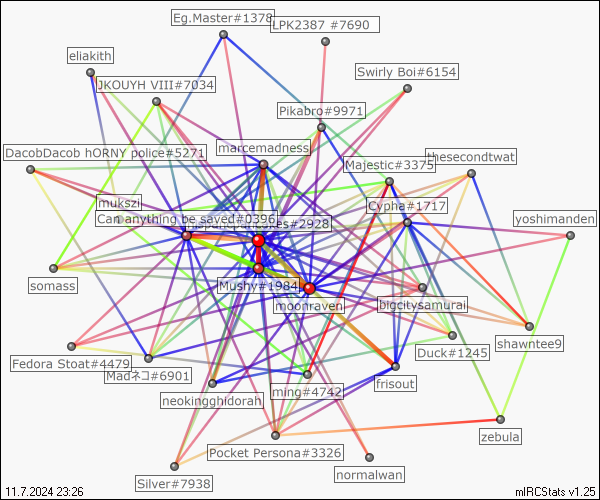 Eg.Master#1378
LPK2387 #7690
eliakith
Swirly Boi#6154
JKOUYH VIII#7034
Pikabro#9971
marcemadness
DacobDacob hORNY police#5271
thesecondtwat
Majestic#3375
mukszi
Cypha#1717
Can anything be saved#0396
#2928
yoshimanden
somass
Mushy#1984
moonraven
bigcitysamurai
shawntee9
Duck#1245
Fedora Stoat#4479
Madネコ#6901
frisout
ming#4742
neokingghidorah
zebula
Pocket Persona#3326
normalwan
Silver#7938
11.7.2024 23:26
mIRCStats v1.25